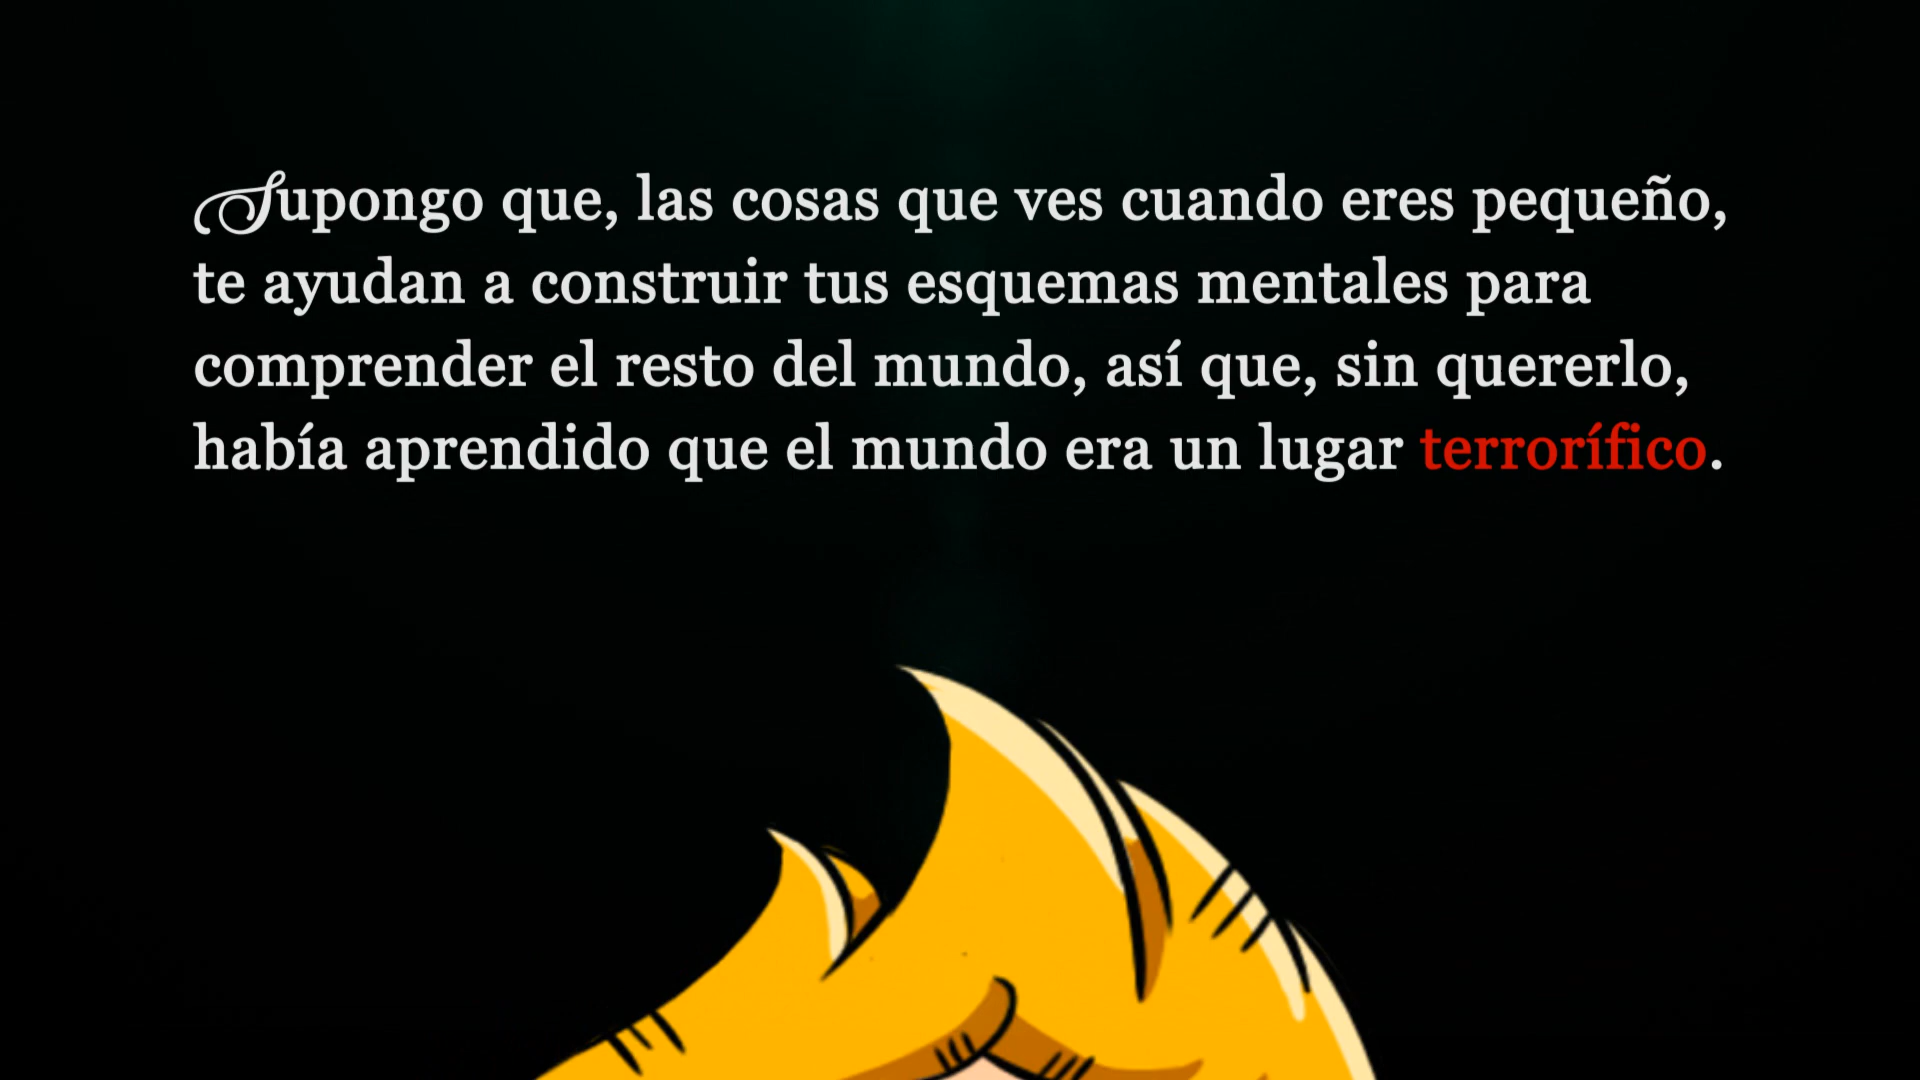 Supongo que, las cosas que ves cuando eres pequeño,
te ayudan a construir tus esquemas mentales para
comprender el resto del mundo, así que, sin quererlo,
había aprendido que el mundo era un lugar terrorífico.